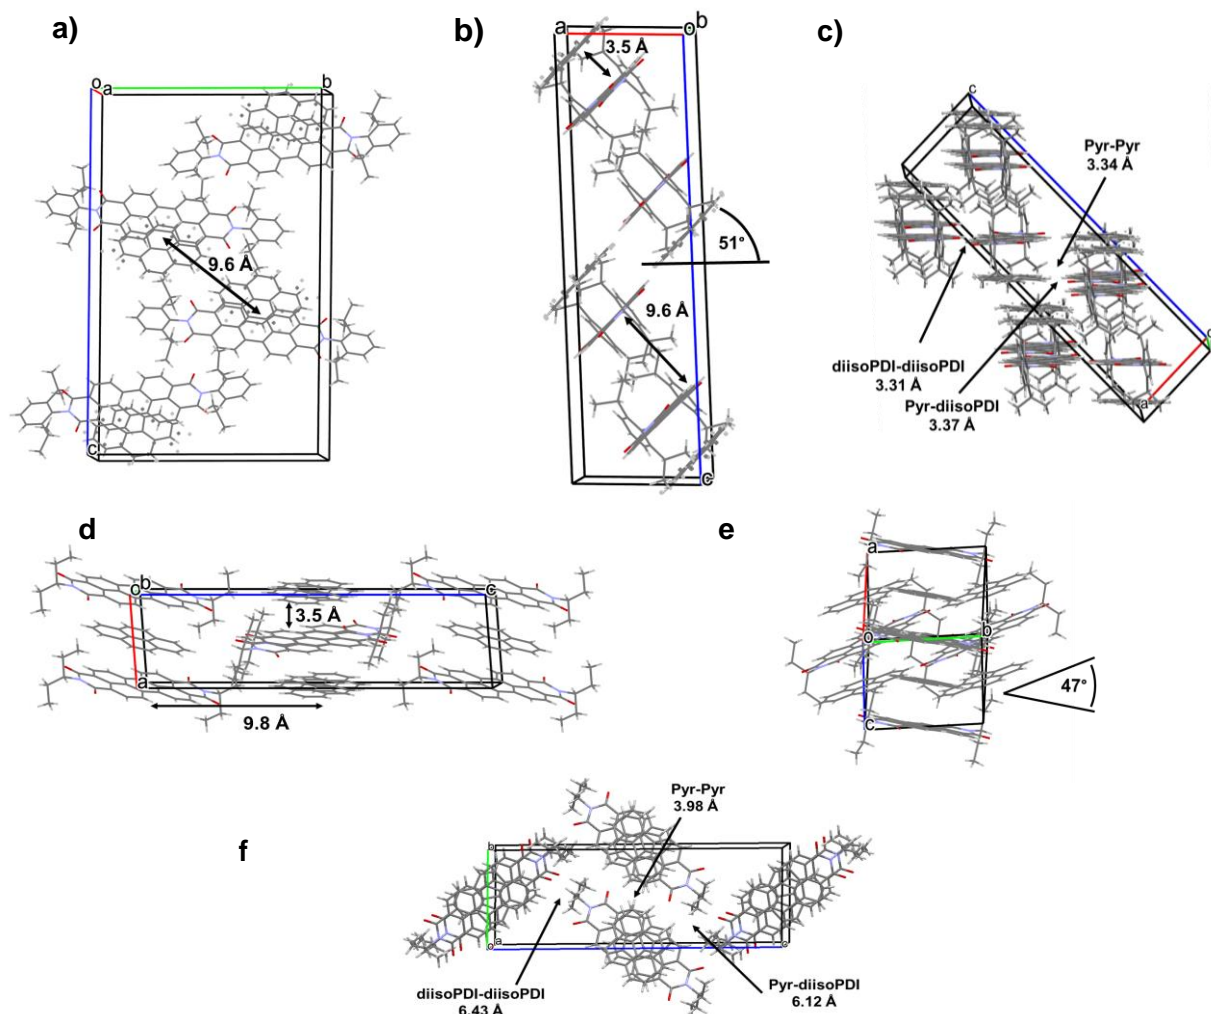 a)
b)
c)
o
a
b
9.6 Å
c
a
o
b
3.5 Å
51°
9.6 Å
c
c
Pyr-Pyr
3.34 Å
diisoPDI-diisoPDI
3.31 Å
Pyr-diisoPDI
3.37 Å
a
d
b
o
c
3.5 Å
a
9.8 Å
e
a
o
b
47°
c
f
Pyr-Pyr
3.98 Å
diisoPDI-diisoPDI
6.43 Å
Pyr-diisoPDI
6.12 Å